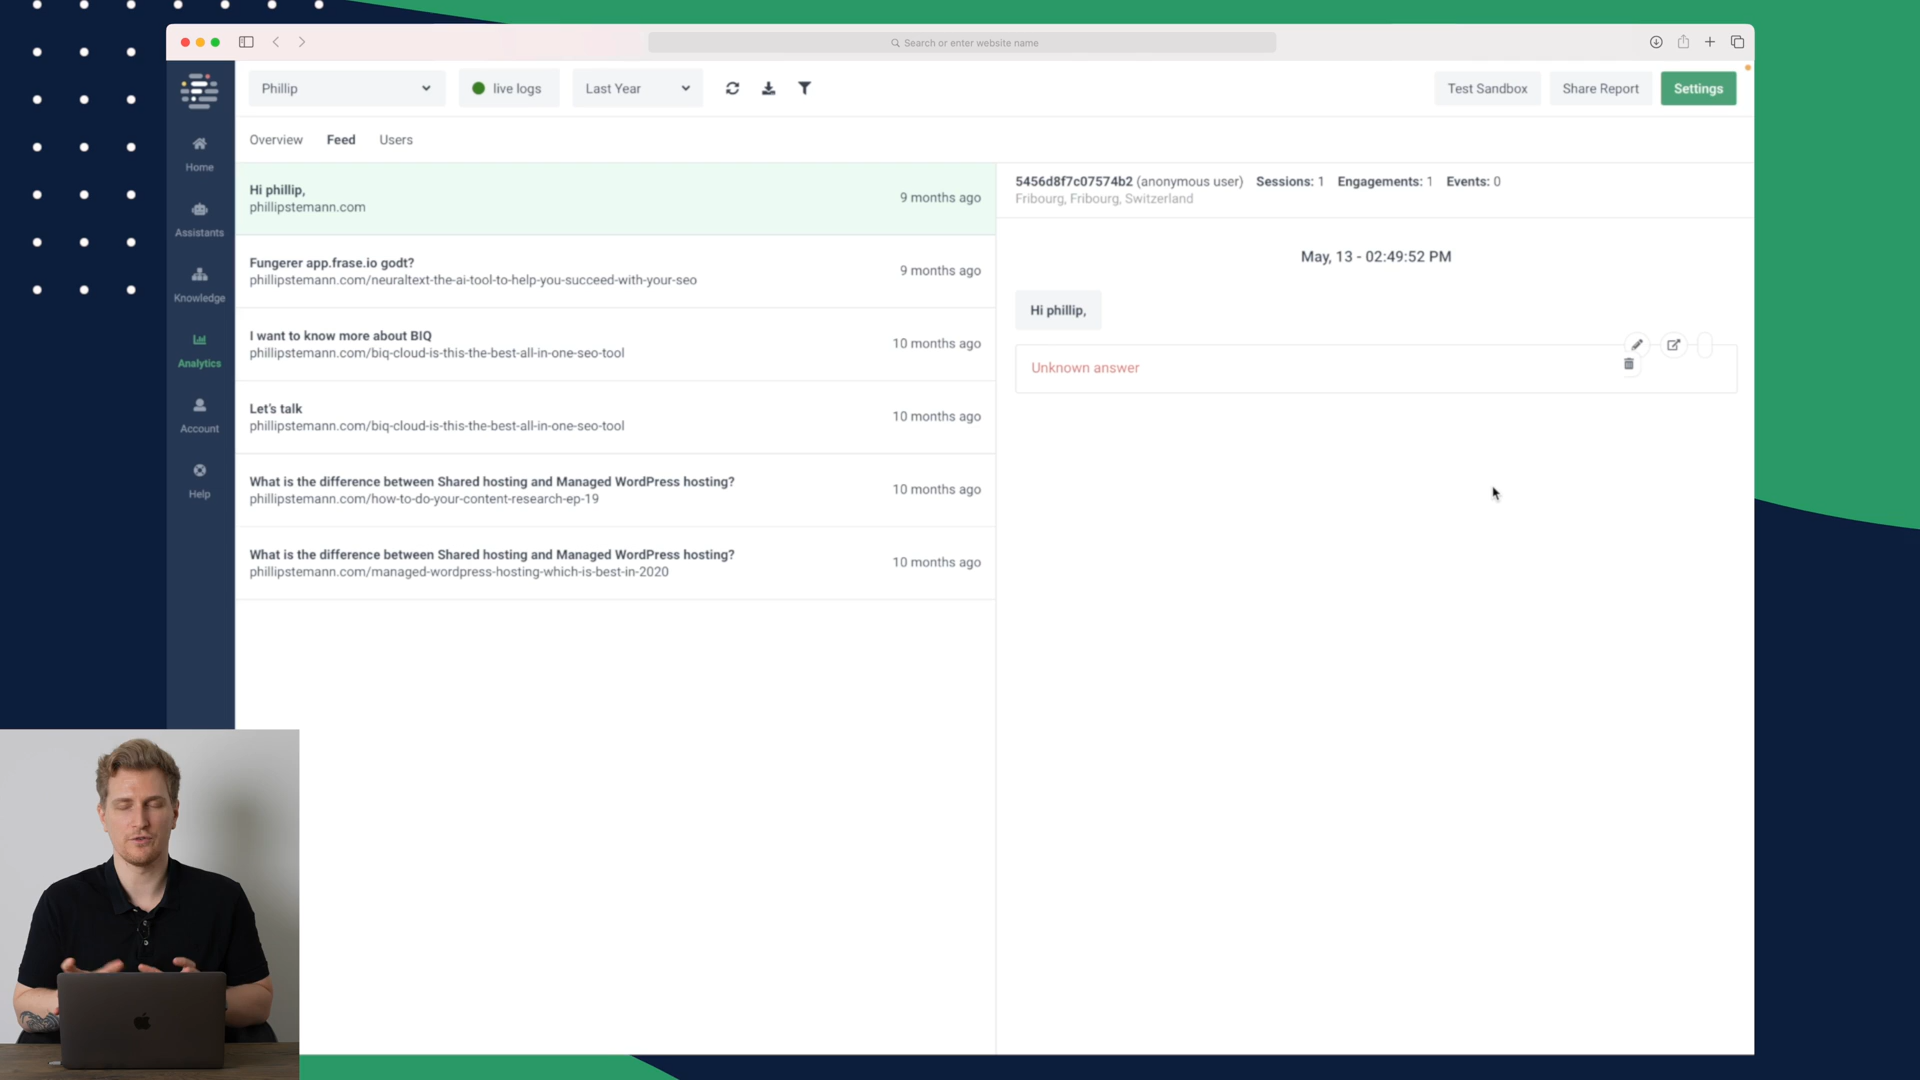 Search or enter website name
Phillip
live logs
Last Year
Test Sandbox
Share Report
Settings
Overview
Feed
Users
Home
Assistants
Knowledge
Analytics
Account
Help
Hi phillip,
phillipstemann.com
9 months ago
Fungerer app.frase.io godt?
phillipstemann.com/neuraltext-the-ai-tool-to-help-you-succeed-with-your-seo
9 months ago
I want to know more about BIQ
phillipstemann.com/biq-cloud-is-this-the-best-all-in-one-seo-tool
10 months ago
Let's talk
phillipstemann.com/biq-cloud-is-this-the-best-all-in-one-seo-tool
10 months ago
What is the difference between Shared hosting and Managed WordPress hosting?
phillipstemann.com/how-to-do-your-content-research-ep-19
10 months ago
What is the difference between Shared hosting and Managed WordPress hosting?
phillipstemann.com/managed-wordpress-hosting-which-is-best-in-2020
10 months ago
5456d8f7c07574b2 (anonymous user) Sessions: 1 Engagements: 1 Events: 0
Fribourg, Fribourg, Switzerland
May, 13 - 02:49:52 PM
Hi phillip,
Unknown answer